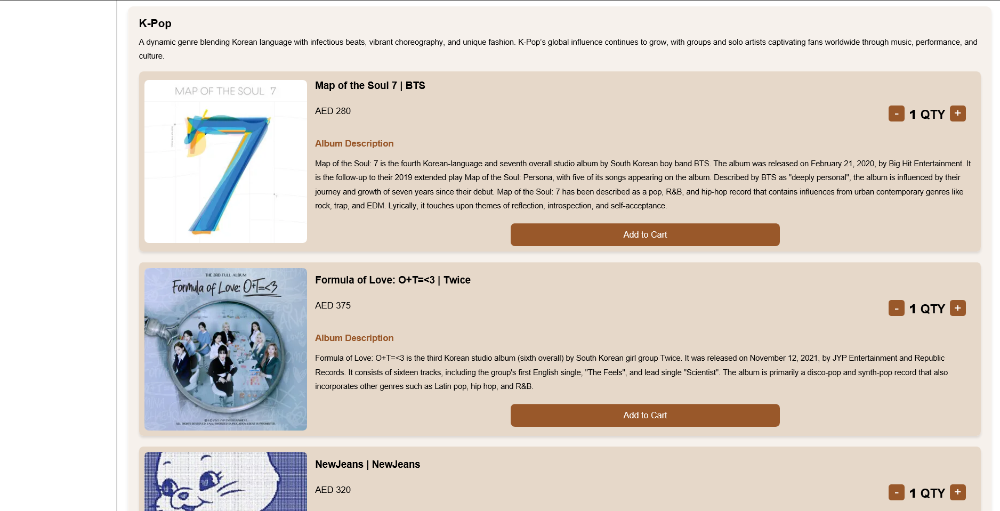 K-Pop
A dynamic genre blending Korean language with infectious beats, vibrant choreography, and unique fashion. K-Pop’s global influence continues to grow, with groups and solo artists captivating fans worldwide through music, performance, and
culture.
MAP OF THE SOUL 7
Map of the Soul 7 | BTS
AED 280
- 1 QTY +
Album Description
Map of the Soul: 7 is the fourth Korean-language and seventh overall studio album by South Korean boy band BTS. The album was released on February 21, 2020, by Big Hit Entertainment. It
is the follow-up to their 2019 extended play Map of the Soul: Persona, with five of its songs appearing on the album. Described by BTS as "deeply personal", the album is influenced by their
journey and growth of seven years since their debut. Map of the Soul: 7 has been described as a pop, R&B, and hip-hop record that contains influences from urban contemporary genres like
rock, trap, and EDM. Lyrically, it touches upon themes of reflection, introspection, and self-acceptance.
Add to Cart
THE 3RD FULL ALBUM
Formula of Love: O+T=<3
Formula of Love: O+T=<3 | Twice
AED 375
- 1 QTY +
Album Description
Formula of Love: O+T=<3 is the third Korean studio album (sixth overall) by South Korean girl group Twice. It was released on November 12, 2021, by JYP Entertainment and Republic
Records. It consists of sixteen tracks, including the group's first English single, "The Feels", and lead single "Scientist". The album is primarily a disco-pop and synth-pop record that also
incorporates other genres such as Latin pop, hip hop, and R&B.
Add to Cart
NewJeans | NewJeans
AED 320
- 1 QTY +